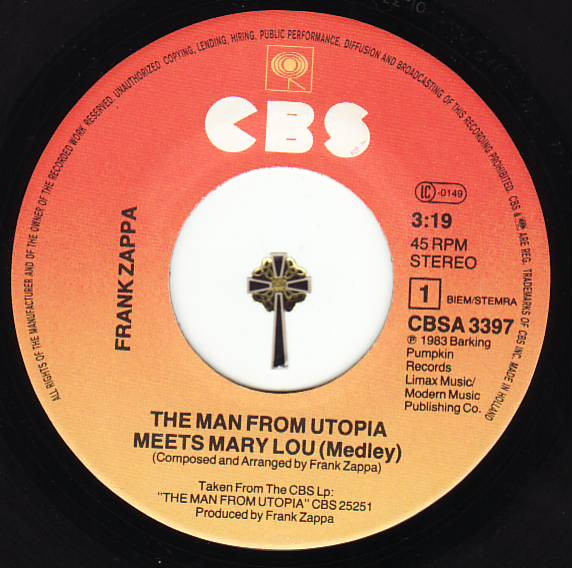 UNAUTHORIZED COPYING, LENDING, HIRING, PUBLIC PERFORMANCE, DIFFUSION AND BROADCASTING OF THIS RECORDING PROHIBITED. CBS & ARE REG. TRADEMARKS OF CBS INC. MADE IN HOLLAND
ALL RIGHTS OF THE MANUFACTURER AND OF THE OWNER OF THE RECORDED WORK RESERVED.
CBS
FRANK ZAPPA
LC-0149
3:19
45 RPM
STEREO
1 BIEM/STEMRA
CBSA 3397
℗ 1983 Barking
Pumpkin
Records
Limax Music/
Modern Music
Publishing Co.
THE MAN FROM UTOPIA
MEETS MARY LOU (Medley)
(Composed and Arranged by Frank Zappa)
Taken From The CBS Lp:
"THE MAN FROM UTOPIA" CBS 25251
Produced by Frank Zappa